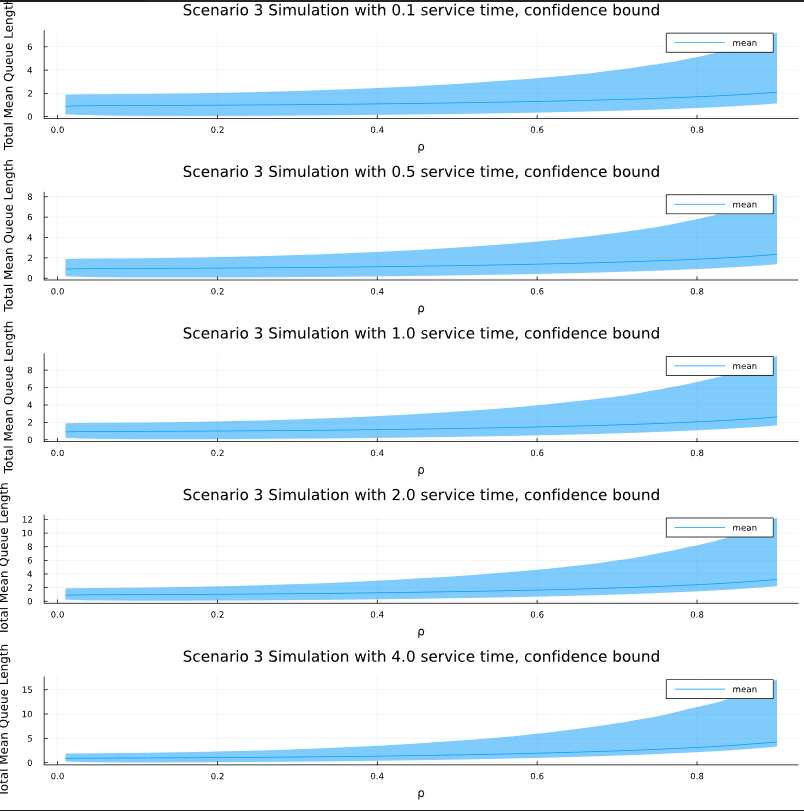 Scenario 3 Simulation with 0.1 service time, confidence bound
Total Mean Queue Length
6
4
2
0
mean
0.0 0.2 0.4 0.6 0.8
ρ
Scenario 3 Simulation with 0.5 service time, confidence bound
Total Mean Queue Length
8
6
4
2
0
mean
0.0 0.2 0.4 0.6 0.8
ρ
Scenario 3 Simulation with 1.0 service time, confidence bound
Total Mean Queue Length
8
6
4
2
0
mean
0.0 0.2 0.4 0.6 0.8
ρ
Scenario 3 Simulation with 2.0 service time, confidence bound
Total Mean Queue Length
12
10
8
6
4
2
0
mean
0.0 0.2 0.4 0.6 0.8
ρ
Scenario 3 Simulation with 4.0 service time, confidence bound
Total Mean Queue Length
15
10
5
0
mean
0.0 0.2 0.4 0.6 0.8
ρ